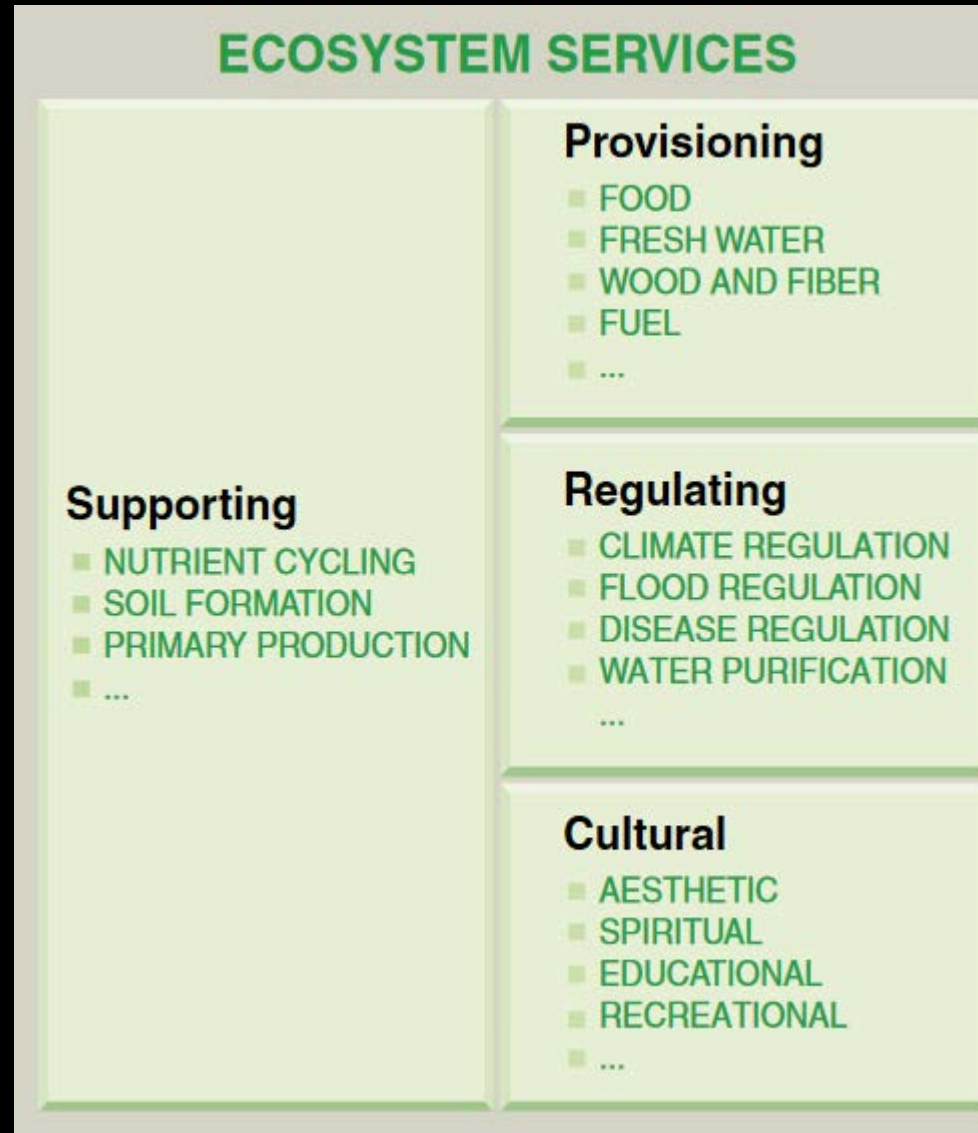 ECOSYSTEM SERVICES
Supporting
NUTRIENT CYCLING
SOIL FORMATION
PRIMARY PRODUCTION
...
Provisioning
FOOD
FRESH WATER
WOOD AND FIBER
FUEL
...
Regulating
CLIMATE REGULATION
FLOOD REGULATION
DISEASE REGULATION
WATER PURIFICATION
...
Cultural
AESTHETIC
SPIRITUAL
EDUCATIONAL
RECREATIONAL
...